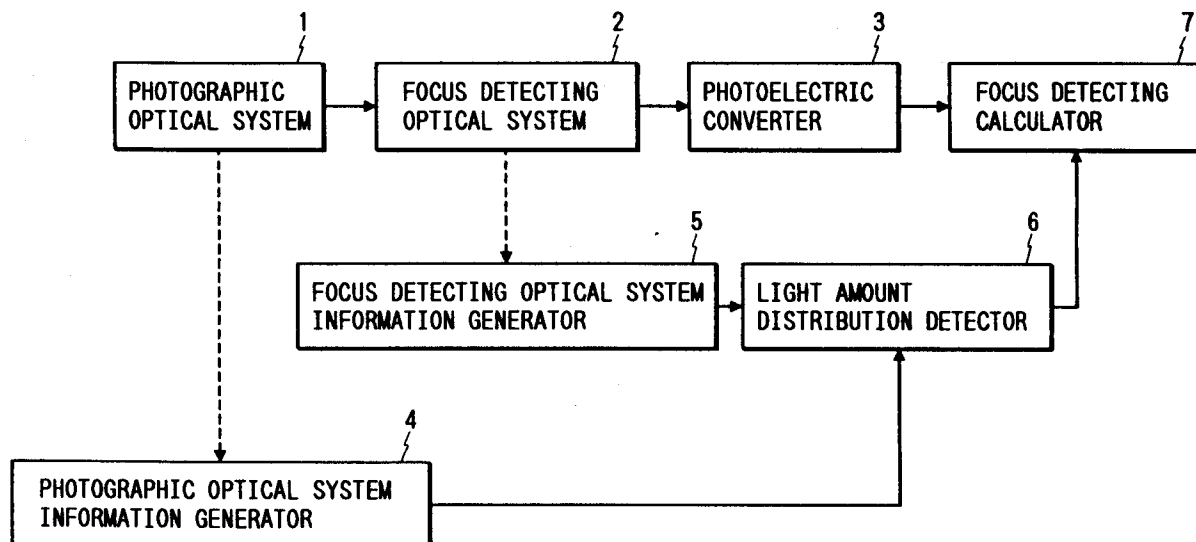 1
PHOTOGRAPHIC
OPTICAL SYSTEM
2
FOCUS DETECTING
OPTICAL SYSTEM
3
PHOTOELECTRIC
CONVERTER
7
FOCUS DETECTING
CALCULATOR
5
FOCUS DETECTING OPTICAL SYSTEM
INFORMATION GENERATOR
6
LIGHT AMOUNT
DISTRIBUTION DETECTOR
4
PHOTOGRAPHIC OPTICAL SYSTEM
INFORMATION GENERATOR